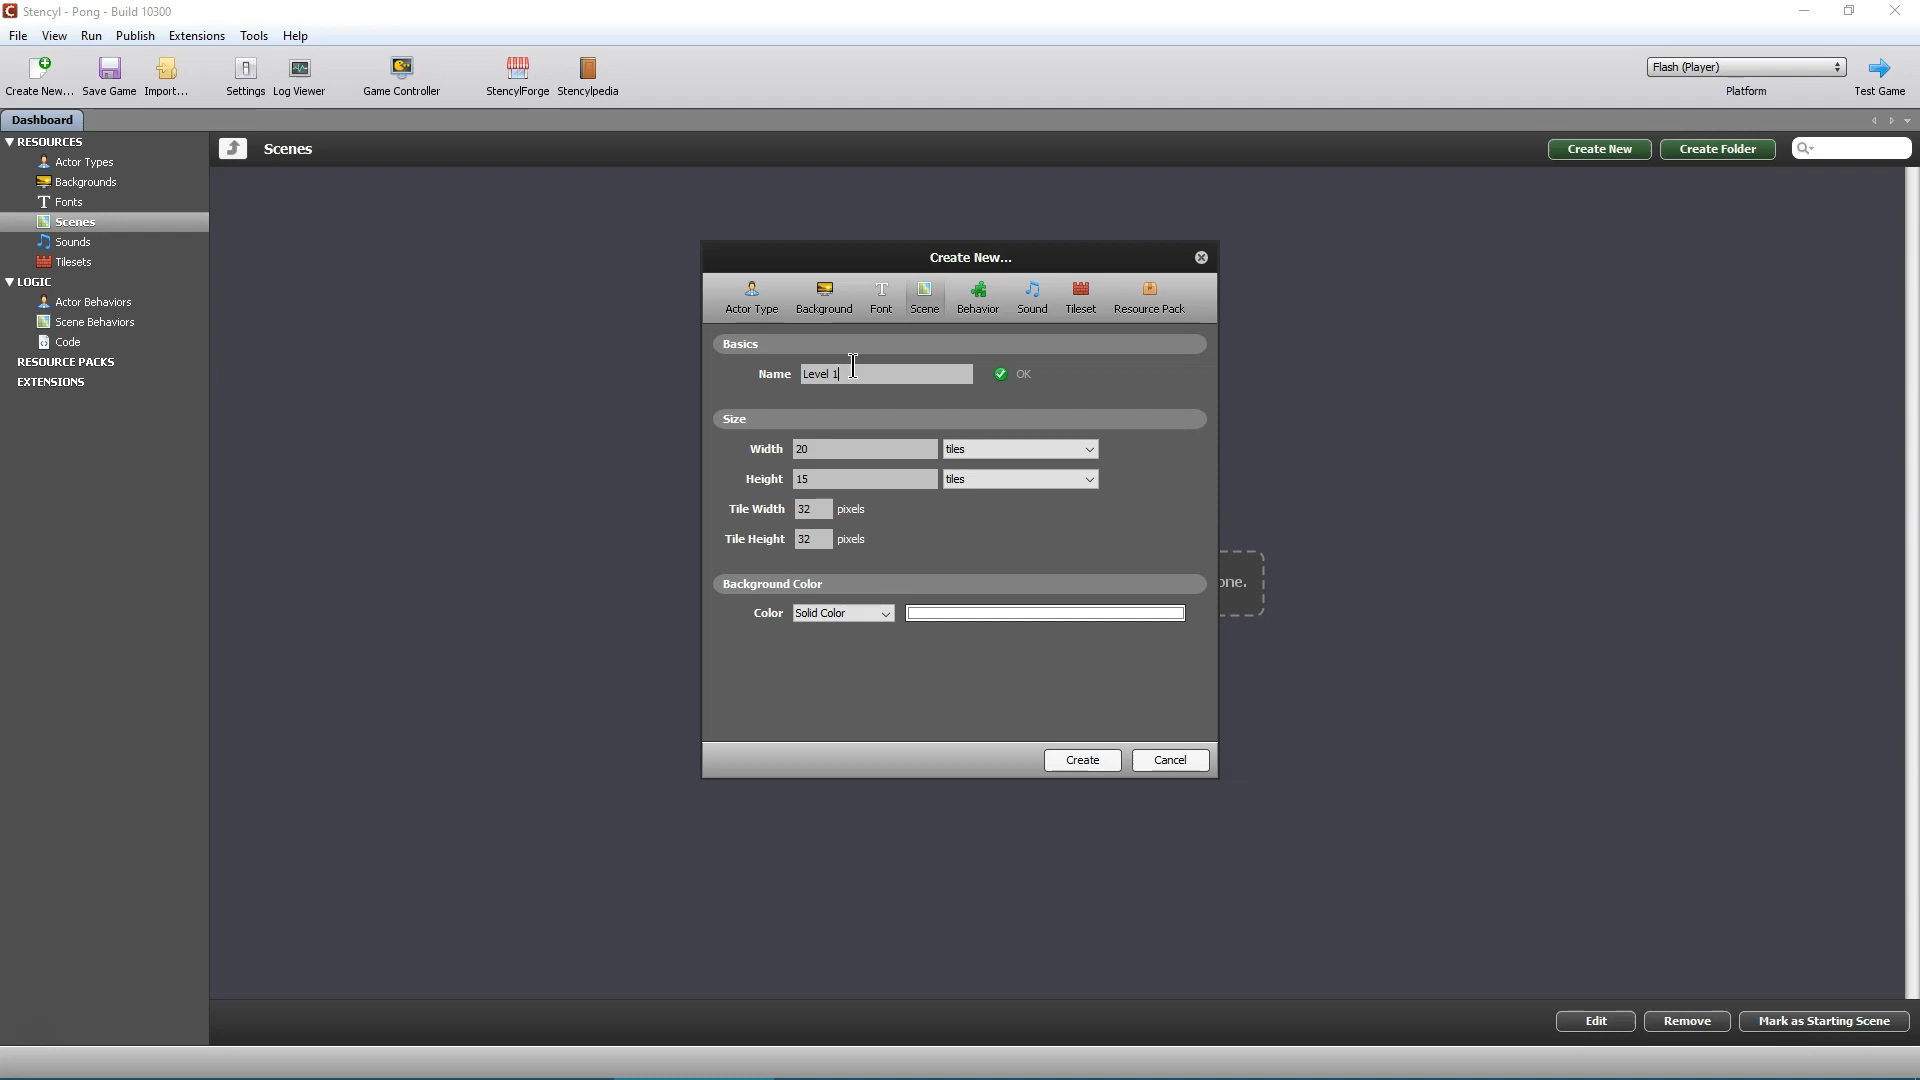 Stencyl - Pong - Build 10300
File View Run Publish Extensions Tools Help
Create New... Save Game Import... Settings Log Viewer Game Controller StencylForge Stencylpedia
Flash (Player)
Platform Test Game
Dashboard
RESOURCES
Actor Types
Backgrounds
Fonts
Scenes
Sounds
Tilesets
LOGIC
Actor Behaviors
Scene Behaviors
Code
RESOURCE PACKS
EXTENSIONS
Scenes Create New Create Folder
Create New...
Actor Type Background Font Scene Behavior Sound Tileset Resource Pack
Basics
Name Level 1 OK
Size
Width 20 tiles
Height 15 tiles
Tile Width 32 pixels
Tile Height 32 pixels
Background Color
Color Solid Color
Create Cancel
Edit Remove Mark as Starting Scene